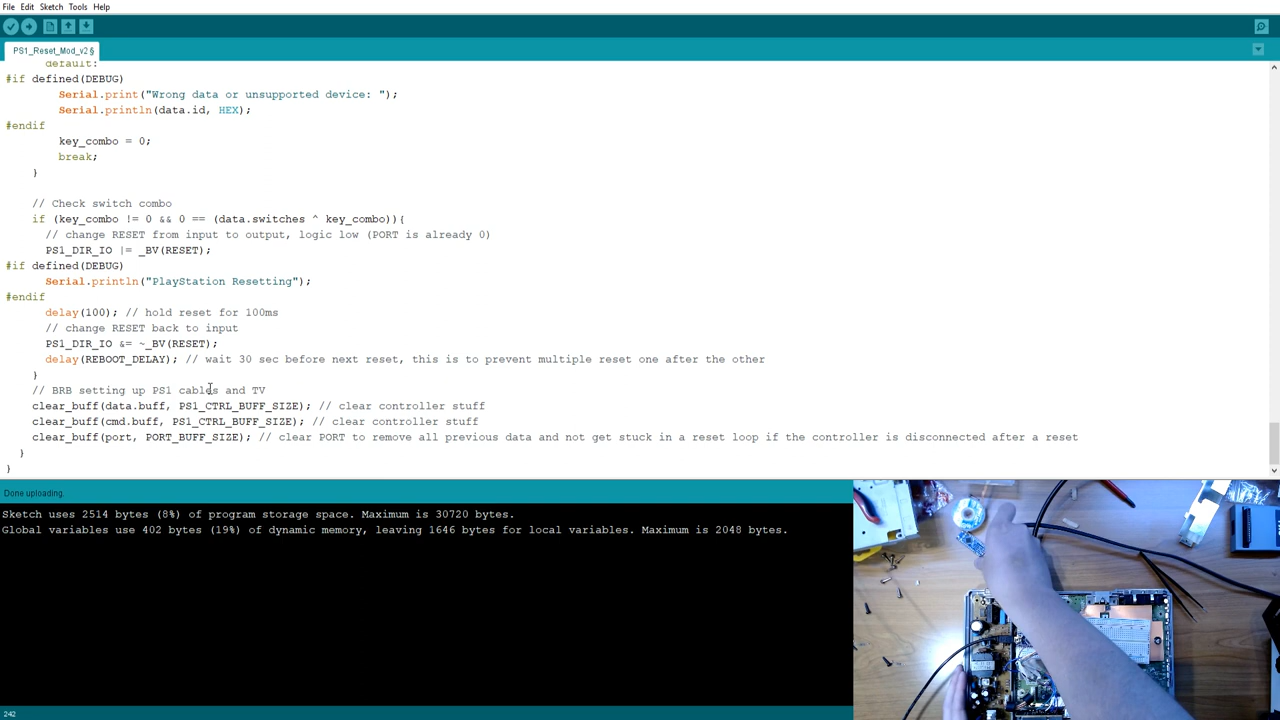 File Edit Sketch Tools Help
PS1_Reset_Mod_v2 §
default:
#if defined(DEBUG)
Serial.print("Wrong data or unsupported device: ");
Serial.println(data.id, HEX);
#endif
key_combo = 0;
break;
}
// Check switch combo
if (key_combo != 0 && 0 == (data.switches ^ key_combo)){
// change RESET from input to output, logic low (PORT is already 0)
PS1_DIR_IO |= _BV(RESET);
#if defined(DEBUG)
Serial.println("PlayStation Resetting");
#endif
delay(100); // hold reset for 100ms
// change RESET back to input
PS1_DIR_IO &= ~_BV(RESET);
delay(REBOOT_DELAY); // wait 30 sec before next reset, this is to prevent multiple reset one after the other
}
// BRB setting up PS1 cables and TV
clear_buff(data.buff, PS1_CTRL_BUFF_SIZE); // clear controller stuff
clear_buff(cmd.buff, PS1_CTRL_BUFF_SIZE); // clear controller stuff
clear_buff(port, PORT_BUFF_SIZE); // clear PORT to remove all previous data and not get stuck in a reset loop if the controller is disconnected after a reset
}
}
Done uploading.
Sketch uses 2514 bytes (8%) of program storage space. Maximum is 30720 bytes.
Global variables use 402 bytes (19%) of dynamic memory, leaving 1646 bytes for local variables. Maximum is 2048 bytes.
242